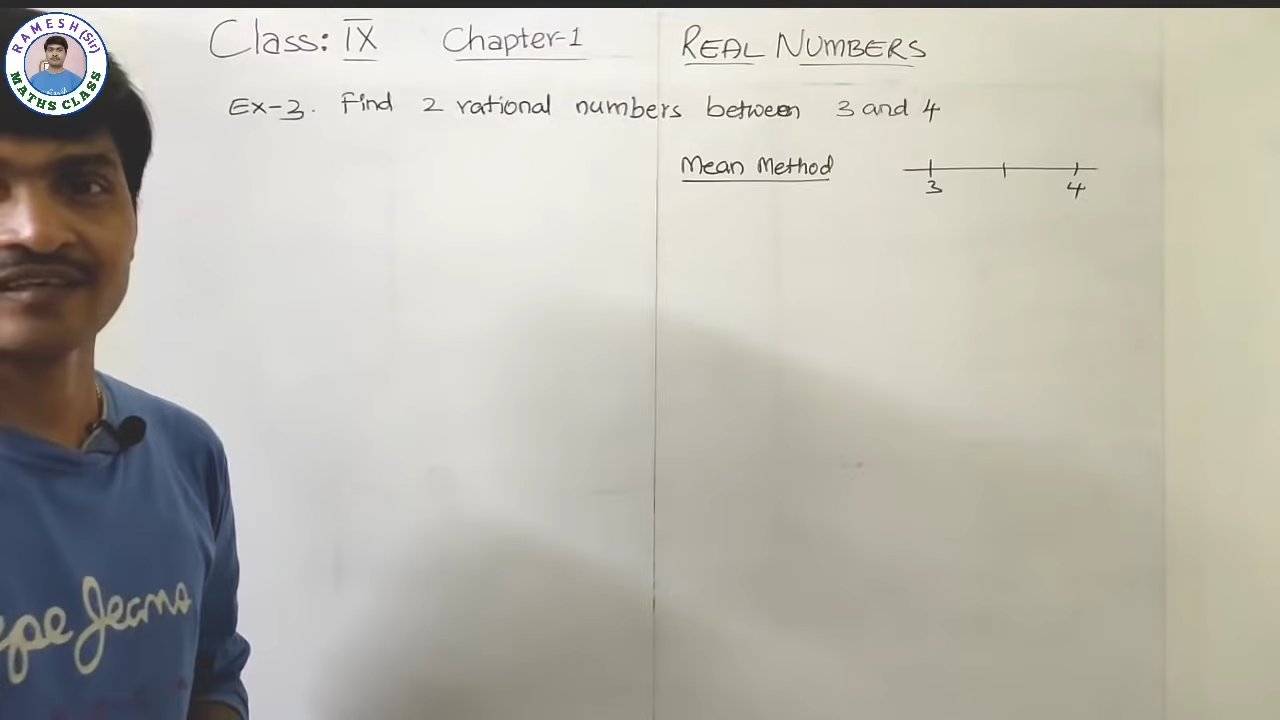 RAMESH (Sir)
MATHS CLASS
Class: IX Chapter-1 REAL NUMBERS
Ex-3. Find 2 rational numbers between 3 and 4
Mean Method
3 4
pe Jeans